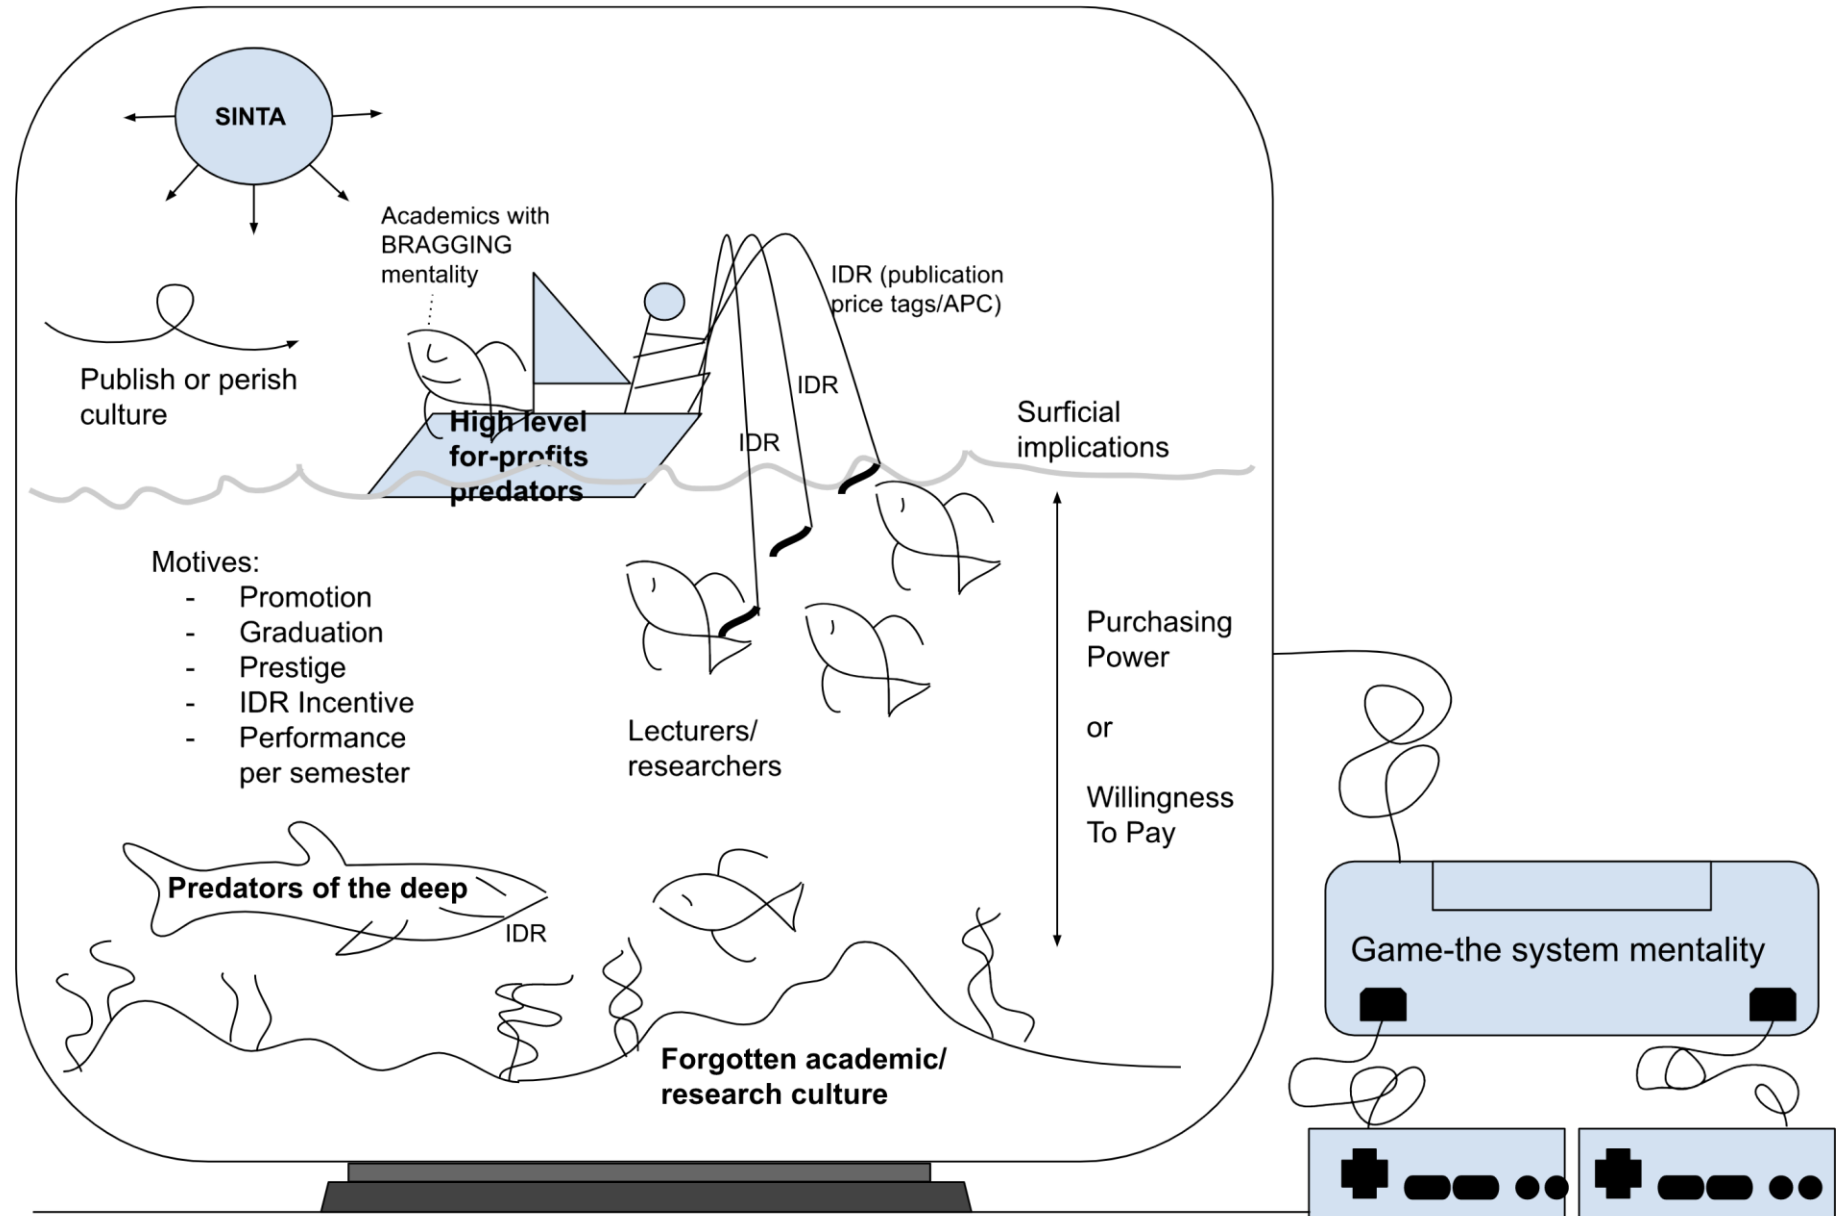 SINTA
Academics with
BRAGGING
mentality
IDR (publication
price tags/APC)
Publish or perish
culture
IDR
IDR
High level
for-profits
predators
Surficial
implications
Motives:
- Promotion
- Graduation
- Prestige
- IDR Incentive
- Performance
per semester
Lecturers/
researchers
Purchasing
Power
or
Willingness
To Pay
Predators of the deep
IDR
Forgotten academic/
research culture
Game-the system mentality